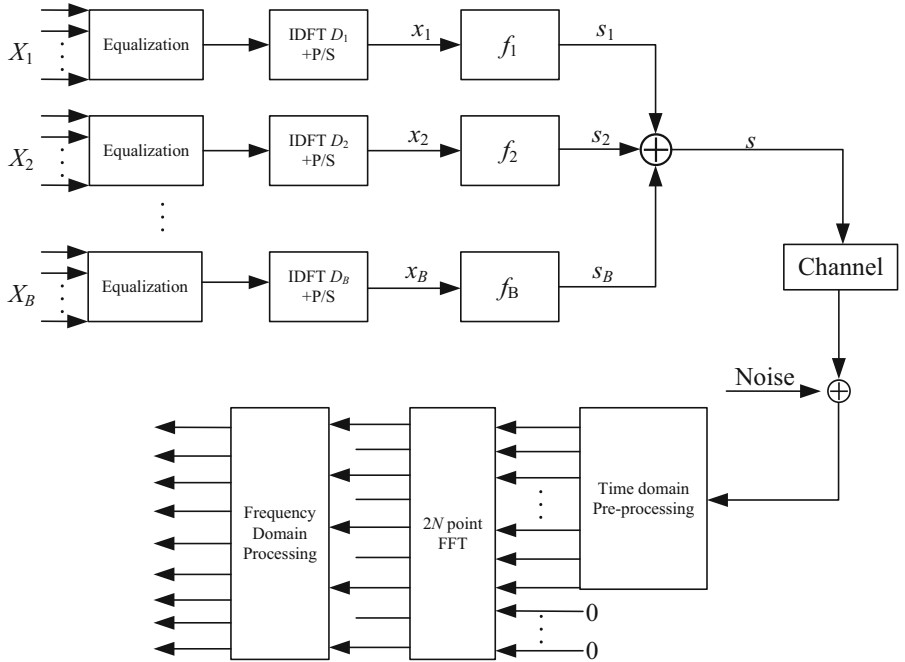 X1 Equalization IDFT D1 +P/S x1 f1 s1
X2 Equalization IDFT D2 +P/S x2 f2 s2 s
XB Equalization IDFT DB +P/S xB fB sB
Channel
Noise
Time domain
Pre-processing
2N point
FFT
Frequency
Domain
Processing
0
0